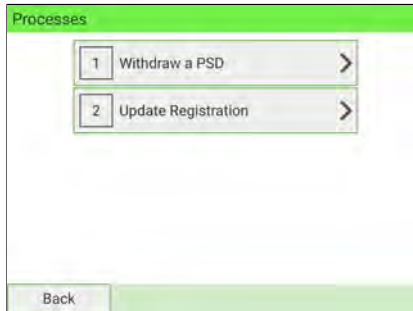 Processes
1 Withdraw a PSD
2 Update Registration
Back